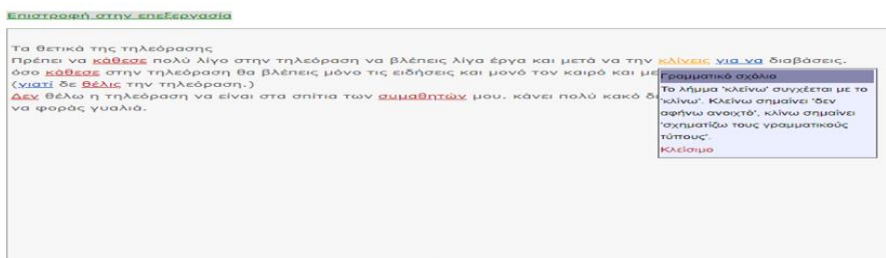 Επιστροφή στην επεξεργασία
Τα θετικά της τηλεόρασης
Πρέπει να κάθεσε πολύ λίγο στην τηλεόραση να βλέπεις λίγα έργα και μετά να την κλίνεις για να διαβάσεις.
όσο κάθεσε στην τηλεόραση θα βλέπεις μόνο τις ειδήσεις και μονό τον καιρό και με
(γιατί δε θέλις την τηλεόραση.)
Δεν θέλω η τηλεόραση να είναι στα σπίτια των συμαθητών μου. κάνει πολύ κακό δ
να φοράς γυαλιά.
Γραμματικό σχόλιο
Το λήμμα 'κλείνω' συγχέεται με το
'κλίνω'. Κλείνω σημαίνει 'δεν
αφήνω ανοιχτό', κλίνω σημαίνει
'σχηματίζω τους γραμματικούς
τύπους'.
Κλείσιμο